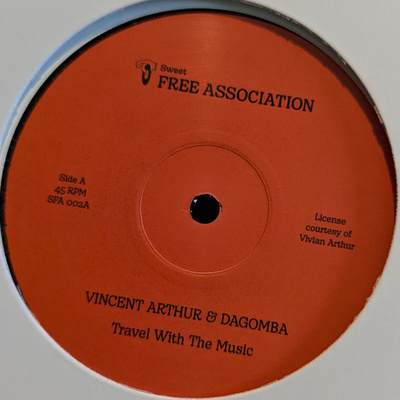 Sweet
FREE ASSOCIATION
Side A
45 RPM
SFA 002A
License
courtesy of
Vivian Arthur
VINCENT ARTHUR & DAGOMBA
Travel With The Music